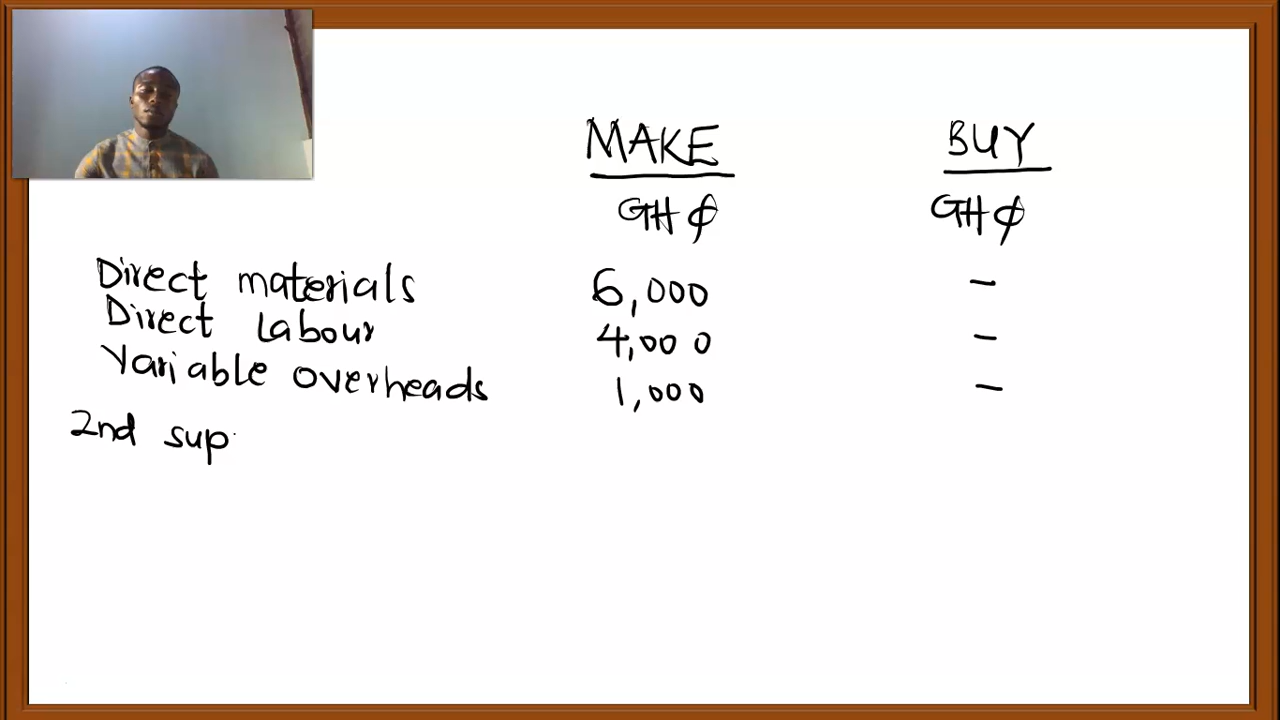 MAKE BUY
GH₵ GH₵
Direct materials 6,000 -
Direct Labour 4,000 -
Variable overheads 1,000 -
2nd sup